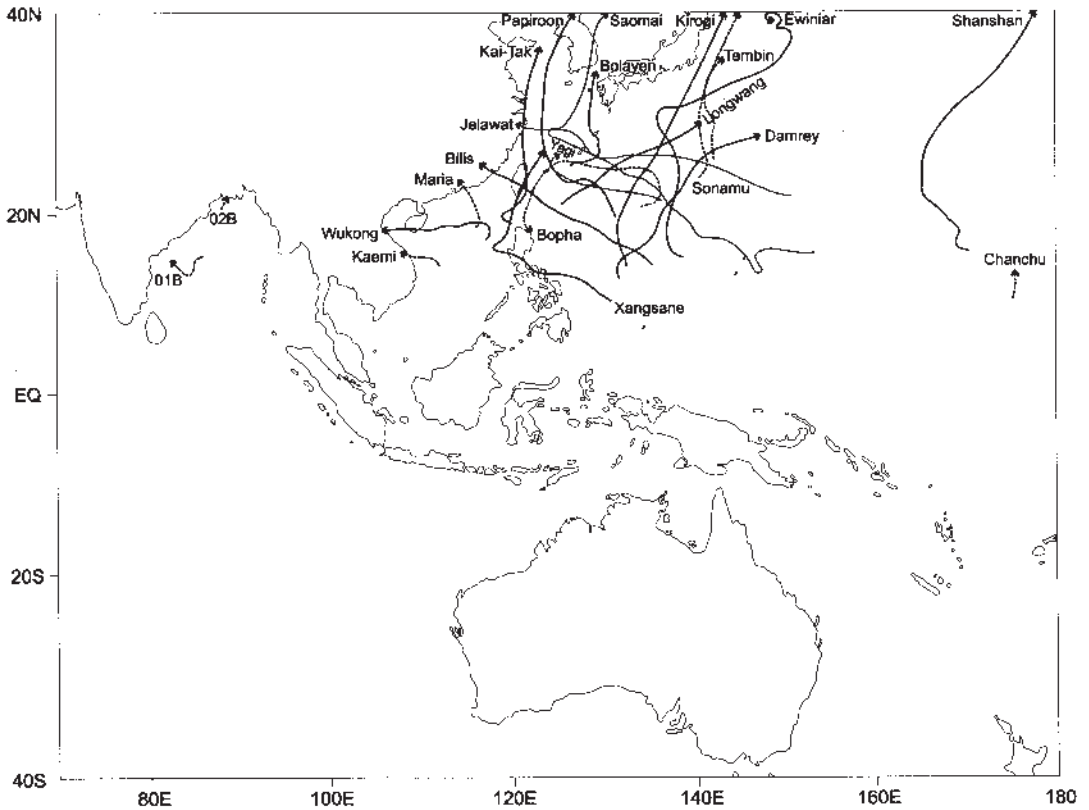 40N
Papiroon
Saomai
Kirogi
Ewiniar
Shanshan
Kai-Tak
Bolaven
Tembin
Jelawat
Longwang
Damrey
Yagi
Bilis
Maria
Sonamu
20N
02B
Wukong
Bopha
Kaemi
Chanchu
01B
Xangsane
EQ
20S
40S
80E
100E
120E
140E
160E
180